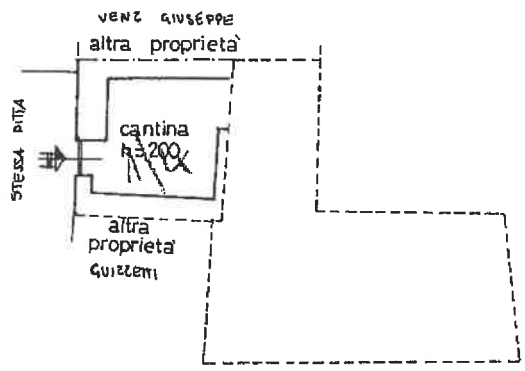 VENZ GIUSEPPE
altra proprietà
STESSA DITTA
cantina
h=200
altra
proprietà
GUIZZETTI